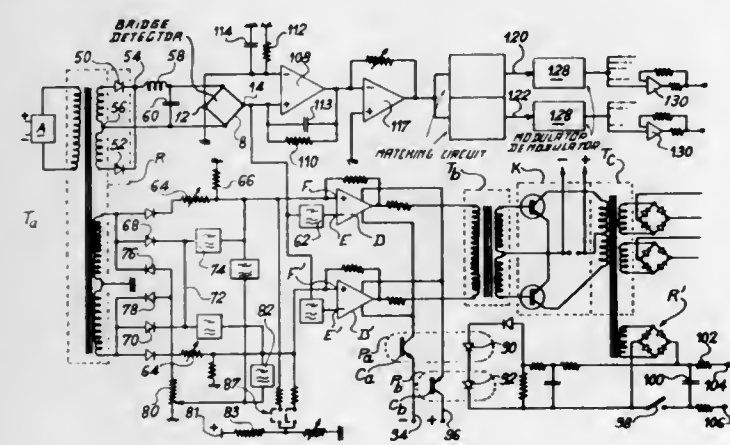 BRIDGE
DETECTOR
50
54
58
114
112
108
14
120
128
130
A
56
60
12
8
113
117
122
128
52
R
110
MATCHING CIRCUIT
MODULATOR
DEMODULATOR
130
Ta
64
66
F
Tb
K
- +
Tc
68
62
E
D
76
74
72
F'
78
82
E'
D'
R'
70
64
Pa
90
102
Ca
80
87
L
Pb
92
100
104
81
83
Cb
- +
94
96
98
106